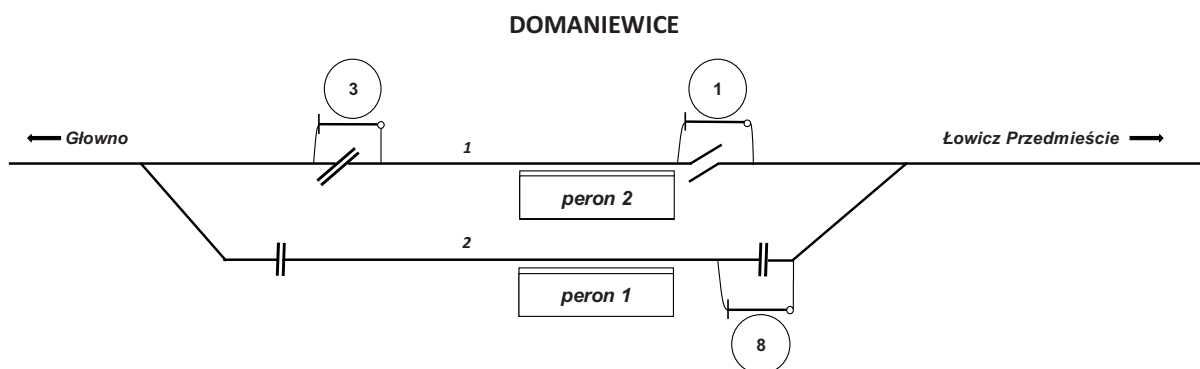 DOMANIEWICE
3
1
Głowno
1
Łowicz Przedmieście
peron 2
2
peron 1
8